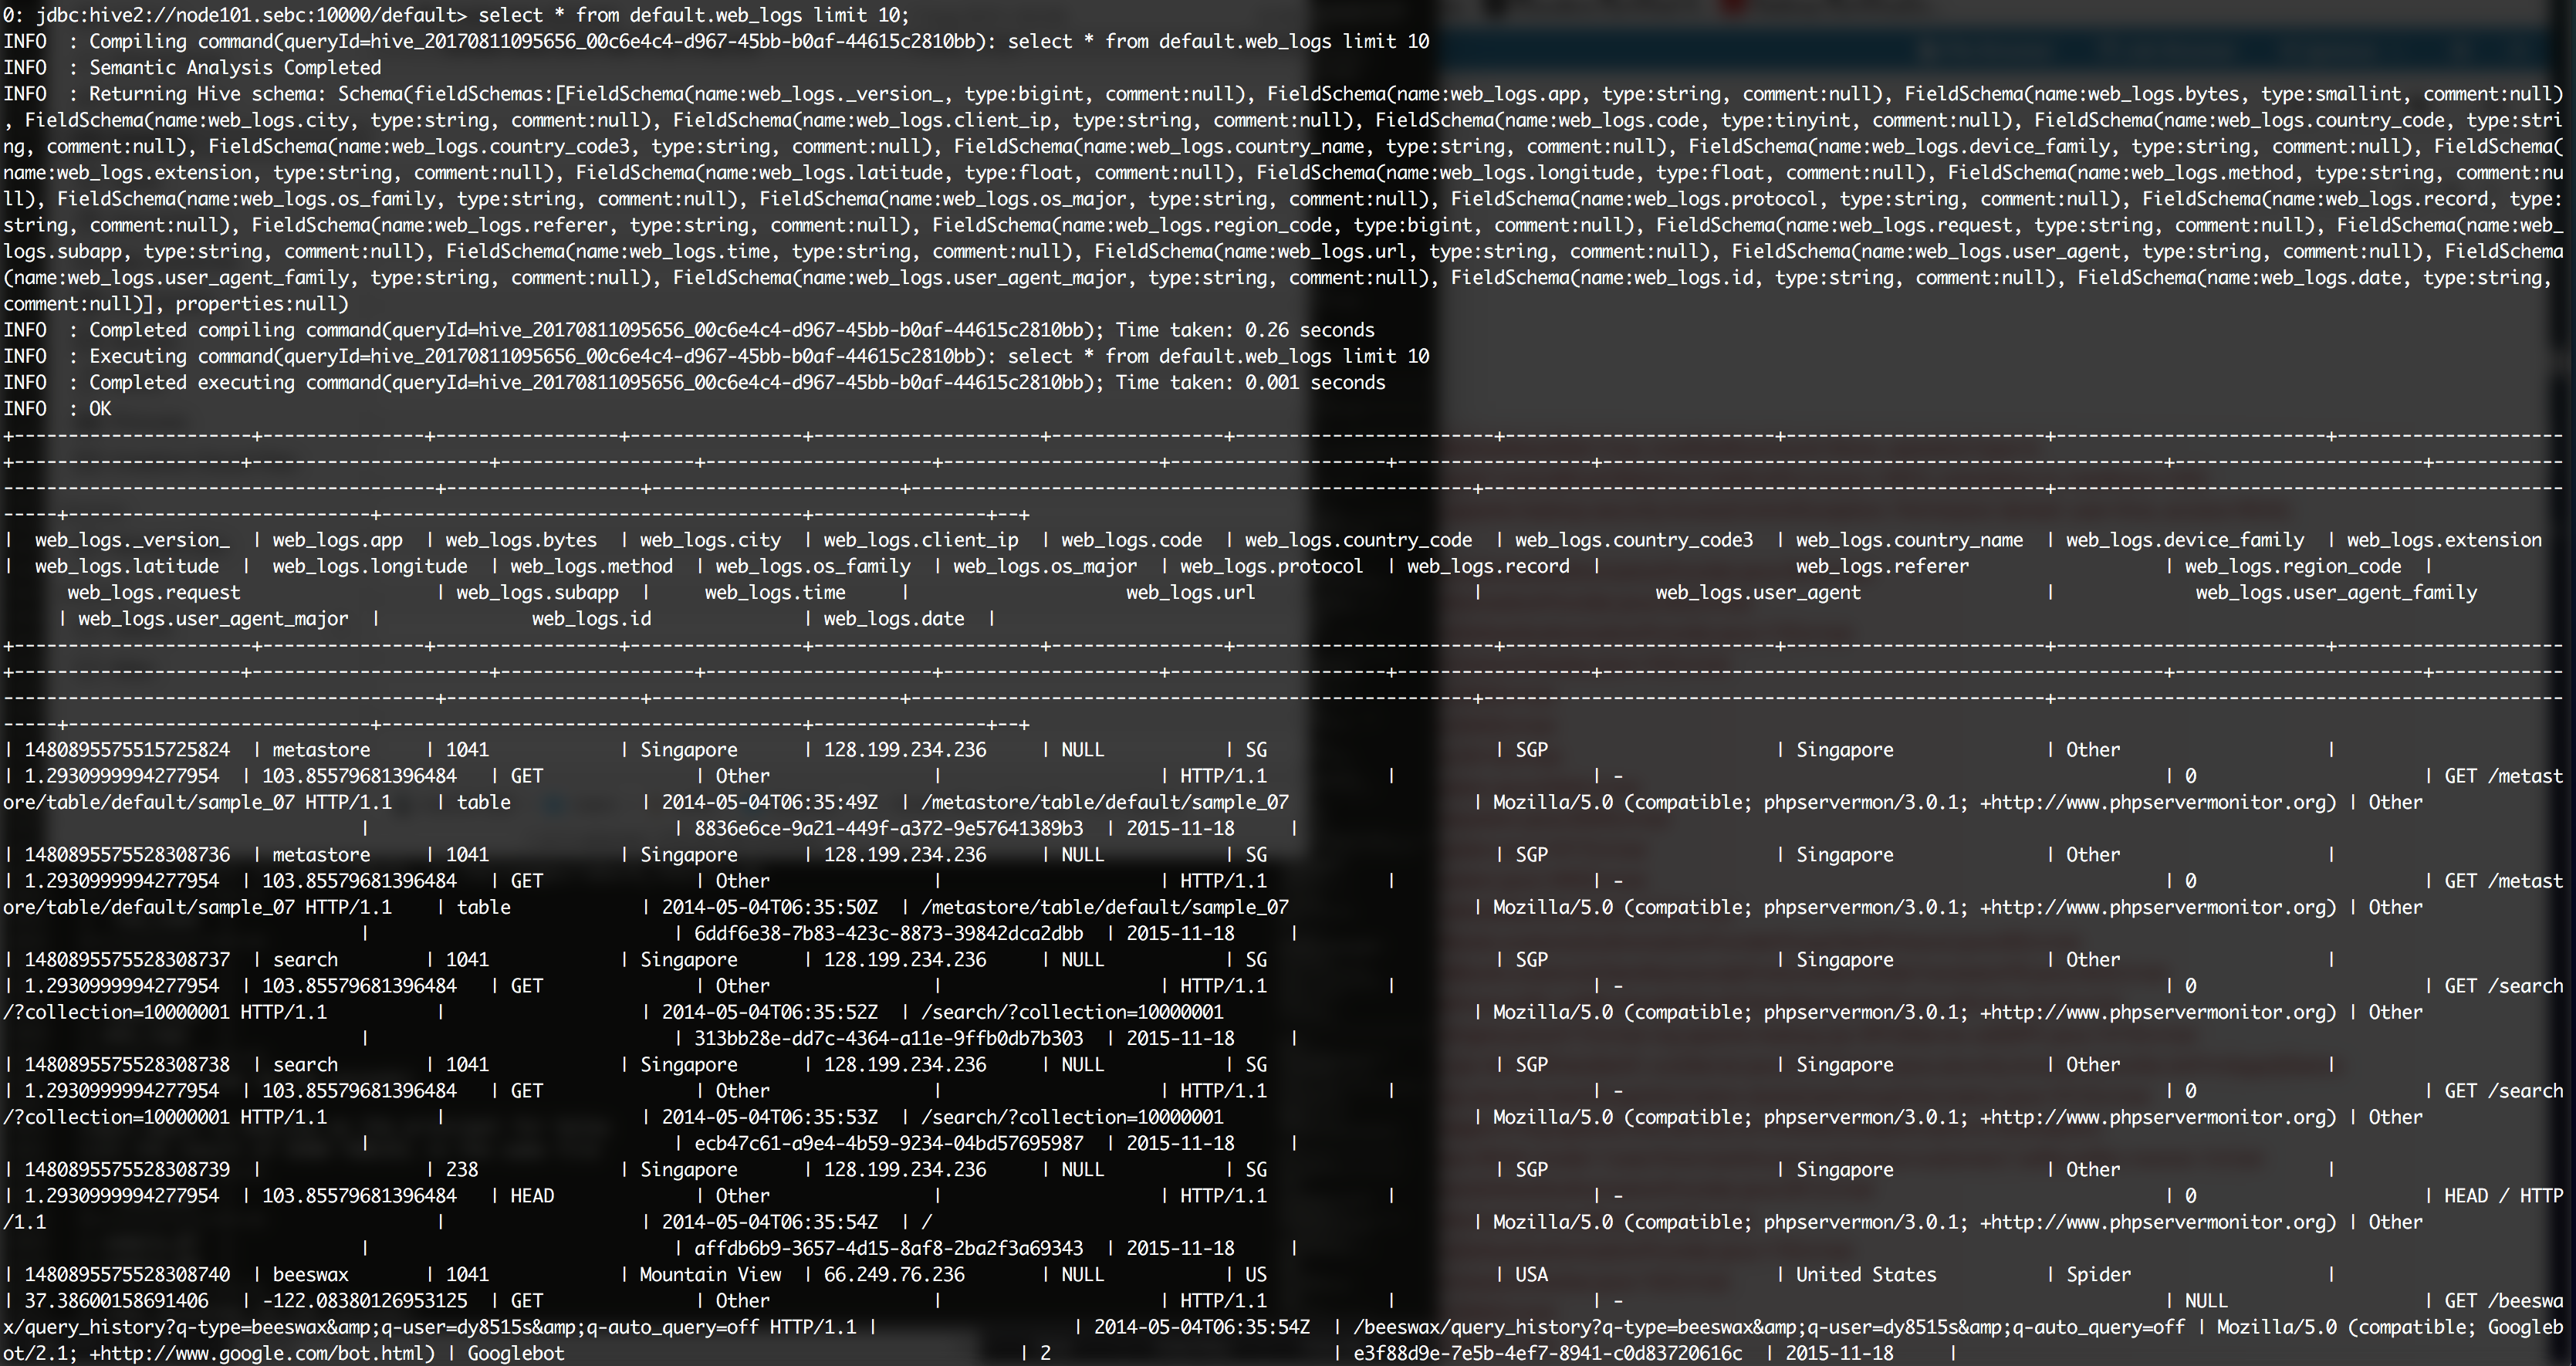 0: jdbc:hive2://node101.sebc:10000/default> select * from default.web_logs limit 10;
INFO  : Compiling command(queryId=hive_20170811095656_00c6e4c4-d967-45bb-b0af-44615c2810bb): select * from default.web_logs limit 10
INFO  : Semantic Analysis Completed
INFO  : Returning Hive schema: Schema(fieldSchemas:[FieldSchema(name:web_logs._version_, type:bigint, comment:null), FieldSchema(name:web_logs.app, type:string, comment:null), FieldSchema(name:web_logs.bytes, type:smallint, comment:null)
, FieldSchema(name:web_logs.city, type:string, comment:null), FieldSchema(name:web_logs.client_ip, type:string, comment:null), FieldSchema(name:web_logs.code, type:tinyint, comment:null), FieldSchema(name:web_logs.country_code, type:stri
ng, comment:null), FieldSchema(name:web_logs.country_code3, type:string, comment:null), FieldSchema(name:web_logs.country_name, type:string, comment:null), FieldSchema(name:web_logs.device_family, type:string, comment:null), FieldSchema(
name:web_logs.extension, type:string, comment:null), FieldSchema(name:web_logs.latitude, type:float, comment:null), FieldSchema(name:web_logs.longitude, type:float, comment:null), FieldSchema(name:web_logs.method, type:string, comment:nu
ll), FieldSchema(name:web_logs.os_family, type:string, comment:null), FieldSchema(name:web_logs.os_major, type:string, comment:null), FieldSchema(name:web_logs.protocol, type:string, comment:null), FieldSchema(name:web_logs.record, type:
string, comment:null), FieldSchema(name:web_logs.referer, type:string, comment:null), FieldSchema(name:web_logs.region_code, type:bigint, comment:null), FieldSchema(name:web_logs.request, type:string, comment:null), FieldSchema(name:web_
logs.subapp, type:string, comment:null), FieldSchema(name:web_logs.time, type:string, comment:null), FieldSchema(name:web_logs.url, type:string, comment:null), FieldSchema(name:web_logs.user_agent, type:string, comment:null), FieldSchema
(name:web_logs.user_agent_family, type:string, comment:null), FieldSchema(name:web_logs.user_agent_major, type:string, comment:null), FieldSchema(name:web_logs.id, type:string, comment:null), FieldSchema(name:web_logs.date, type:string,
comment:null)], properties:null)
INFO  : Completed compiling command(queryId=hive_20170811095656_00c6e4c4-d967-45bb-b0af-44615c2810bb); Time taken: 0.26 seconds
INFO  : Executing command(queryId=hive_20170811095656_00c6e4c4-d967-45bb-b0af-44615c2810bb): select * from default.web_logs limit 10
INFO  : Completed executing command(queryId=hive_20170811095656_00c6e4c4-d967-45bb-b0af-44615c2810bb); Time taken: 0.001 seconds
INFO  : OK
| web_logs._version_ | web_logs.app | web_logs.bytes | web_logs.city | web_logs.client_ip | web_logs.code | web_logs.country_code | web_logs.country_code3 | web_logs.country_name | web_logs.device_family | web_logs.extension
| web_logs.latitude | web_logs.longitude | web_logs.method | web_logs.os_family | web_logs.os_major | web_logs.protocol | web_logs.record | web_logs.referer | web_logs.region_code |
web_logs.request | web_logs.subapp | web_logs.time | web_logs.url | web_logs.user_agent | web_logs.user_agent_family
| web_logs.user_agent_major | web_logs.id | web_logs.date |
| 1480895575515725824 | metastore | 1041 | Singapore | 128.199.234.236 | NULL | SG | SGP | Singapore | Other |
| 1.2930999994277954 | 103.85579681396484 | GET | Other | | HTTP/1.1 | | - | 0 | GET /metast
ore/table/default/sample_07 HTTP/1.1 | table | 2014-05-04T06:35:49Z | /metastore/table/default/sample_07 | Mozilla/5.0 (compatible; phpservermon/3.0.1; +http://www.phpservermonitor.org) | Other
| | 8836e6ce-9a21-449f-a372-9e57641389b3 | 2015-11-18 |
| 1480895575528308736 | metastore | 1041 | Singapore | 128.199.234.236 | NULL | SG | SGP | Singapore | Other |
| 1.2930999994277954 | 103.85579681396484 | GET | Other | | HTTP/1.1 | | - | 0 | GET /metast
ore/table/default/sample_07 HTTP/1.1 | table | 2014-05-04T06:35:50Z | /metastore/table/default/sample_07 | Mozilla/5.0 (compatible; phpservermon/3.0.1; +http://www.phpservermonitor.org) | Other
| | 6ddf6e38-7b83-423c-8873-39842dca2dbb | 2015-11-18 |
| 1480895575528308737 | search | 1041 | Singapore | 128.199.234.236 | NULL | SG | SGP | Singapore | Other |
| 1.2930999994277954 | 103.85579681396484 | GET | Other | | HTTP/1.1 | | - | 0 | GET /search
/?collection=10000001 HTTP/1.1 | | 2014-05-04T06:35:52Z | /search/?collection=10000001 | Mozilla/5.0 (compatible; phpservermon/3.0.1; +http://www.phpservermonitor.org) | Other
| | 313bb28e-dd7c-4364-a11e-9ffb0db7b303 | 2015-11-18 |
| 1480895575528308738 | search | 1041 | Singapore | 128.199.234.236 | NULL | SG | SGP | Singapore | Other |
| 1.2930999994277954 | 103.85579681396484 | GET | Other | | HTTP/1.1 | | - | 0 | GET /search
/?collection=10000001 HTTP/1.1 | | 2014-05-04T06:35:53Z | /search/?collection=10000001 | Mozilla/5.0 (compatible; phpservermon/3.0.1; +http://www.phpservermonitor.org) | Other
| | ecb47c61-a9e4-4b59-9234-04bd57695987 | 2015-11-18 |
| 1480895575528308739 | | 238 | Singapore | 128.199.234.236 | NULL | SG | SGP | Singapore | Other |
| 1.2930999994277954 | 103.85579681396484 | HEAD | Other | | HTTP/1.1 | | - | 0 | HEAD / HTTP
/1.1 | | 2014-05-04T06:35:54Z | / | Mozilla/5.0 (compatible; phpservermon/3.0.1; +http://www.phpservermonitor.org) | Other
| | affdb6b9-3657-4d15-8af8-2ba2f3a69343 | 2015-11-18 |
| 1480895575528308740 | beeswax | 1041 | Mountain View | 66.249.76.236 | NULL | US | USA | United States | Spider |
| 37.38600158691406 | -122.08380126953125 | GET | Other | | HTTP/1.1 | | - | NULL | GET /beeswa
x/query_history?q-type=beeswax&amp;q-user=dy8515s&amp;q-auto_query=off HTTP/1.1 | | 2014-05-04T06:35:54Z | /beeswax/query_history?q-type=beeswax&amp;q-user=dy8515s&amp;q-auto_query=off | Mozilla/5.0 (compatible; Googleb
ot/2.1; +http://www.google.com/bot.html) | Googlebot | 2 | e3f88d9e-7e5b-4ef7-8941-c0d83720616c | 2015-11-18 |